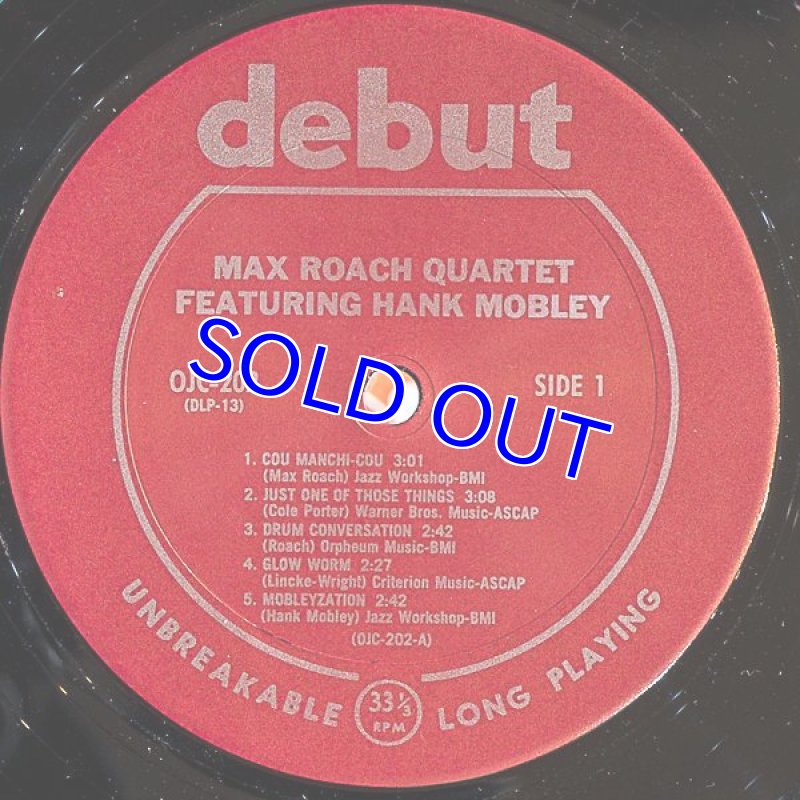 debut
MAX ROACH QUARTET
FEATURING HANK MOBLEY
OJC-202
(DLP-13)
SIDE 1
SOLD OUT
1. COU MANCHI-COU 3:01
(Max Roach) Jazz Workshop-BMI
2. JUST ONE OF THOSE THINGS 3:08
(Cole Porter) Warner Bros. Music-ASCAP
3. DRUM CONVERSATION 2:42
(Roach) Orpheum Music-BMI
4. GLOW WORM 2:27
(Lincke-Wright) Criterion Music-ASCAP
5. MOBLEYZATION 2:42
(Hank Mobley) Jazz Workshop-BMI
(OJC-202-A)
UNBREAKABLE 33⅓ RPM LONG PLAYING